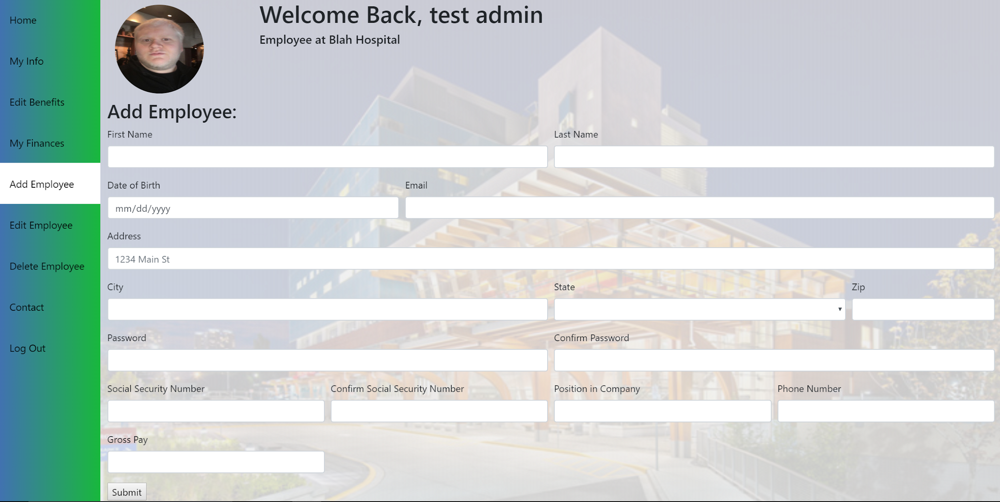 Home
My Info
Edit Benefits
My Finances
Add Employee
Edit Employee
Delete Employee
Contact
Log Out
Welcome Back, test admin
Employee at Blah Hospital
Add Employee:
First Name Last Name
Date of Birth Email
mm/dd/yyyy
Address
1234 Main St
City State Zip
Password Confirm Password
Social Security Number Confirm Social Security Number Position in Company Phone Number
Gross Pay
Submit